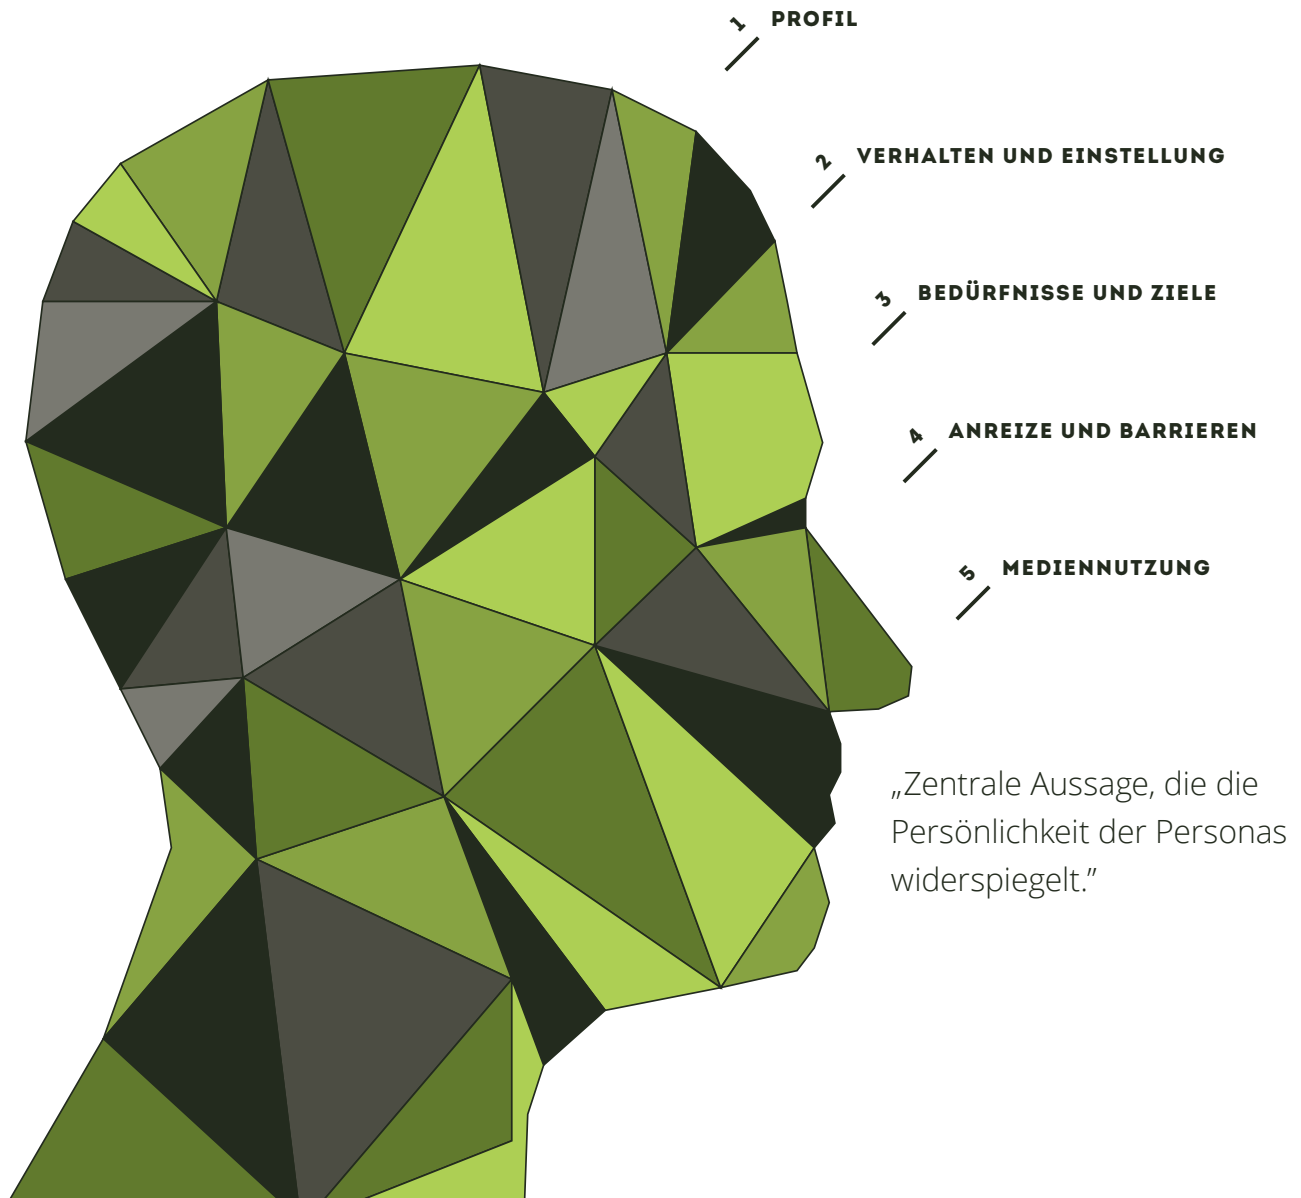 1 PROFIL
2 VERHALTEN UND EINSTELLUNG
3 BEDÜRFNISSE UND ZIELE
4 ANREIZE UND BARRIEREN
5 MEDIENNUTZUNG
„Zentrale Aussage, die die
Persönlichkeit der Personas
widerspiegelt.”